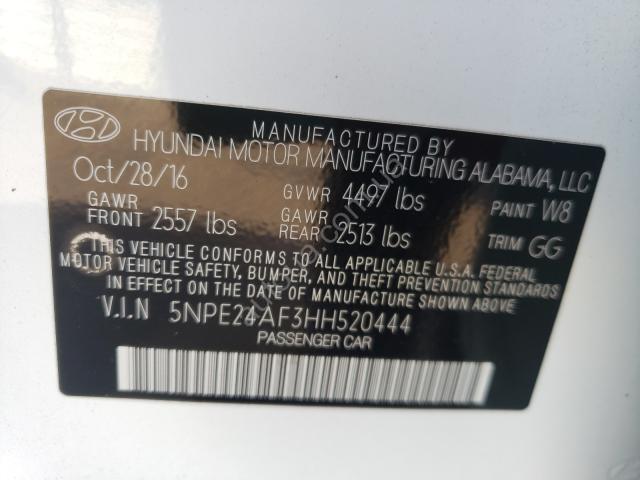 MANUFACTURED BY
HYUNDAI MOTOR MANUFACTURING ALABAMA, LLC
Oct/28/16 GVWR 4497 lbs PAINT W8
GAWR FRONT 2557 lbs GAWR REAR 2513 lbs TRIM GG
THIS VEHICLE CONFORMS TO ALL APPLICABLE U.S.A. FEDERAL
MOTOR VEHICLE SAFETY, BUMPER, AND THEFT PREVENTION STANDARDS
IN EFFECT ON THE DATE OF MANUFACTURE SHOWN ABOVE.
V.I.N 5NPE24AF3HH520444
PASSENGER CAR